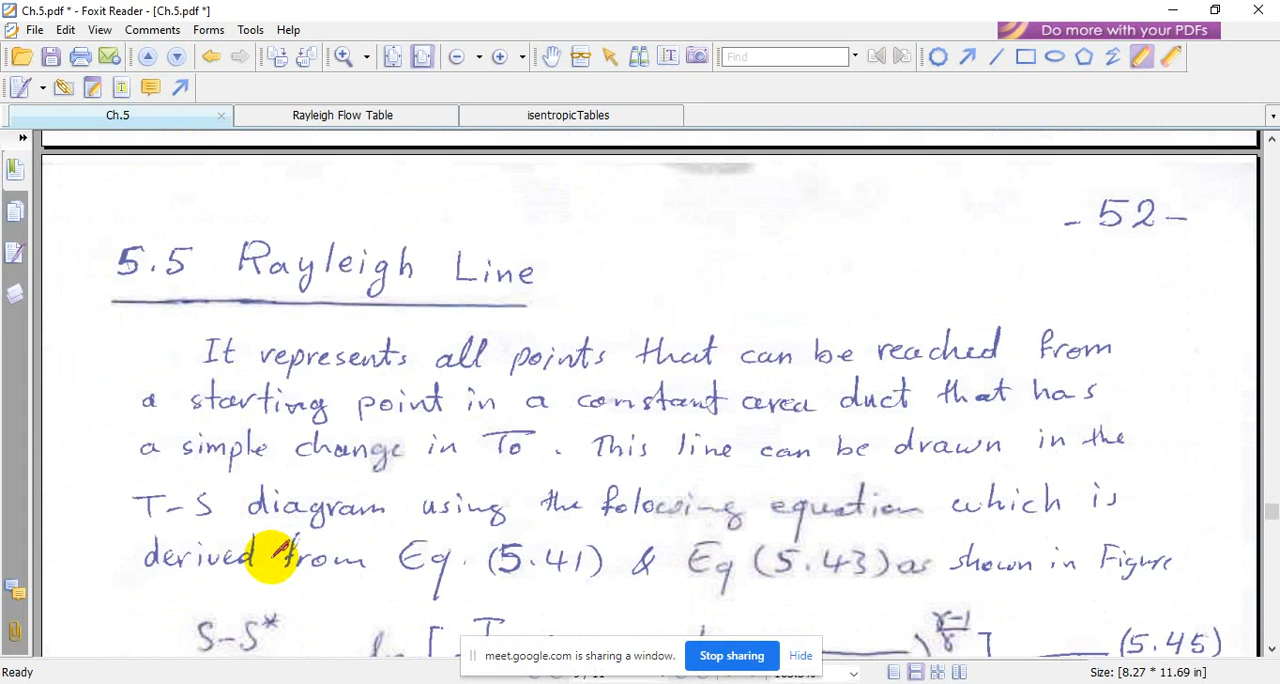 Ch.5.pdf * - Foxit Reader - [Ch.5.pdf *]
File Edit View Comments Forms Tools Help
Do more with your PDFs
Find
Ch.5 Rayleigh Flow Table isentropicTables
- 52 -
5.5 Rayleigh Line
It represents all points that can be reached from
a starting point in a constant area duct that has
a simple change in To. This line can be drawn in the
T-S diagram using the folowing equation which is
derived from Eq. (5.41) & Eq (5.43) as shown in Figure
S-S*
γ-1
γ
T
(5.45)
meet.google.com is sharing a window. Stop sharing Hide
Ready
Size: [8.27 * 11.69 in]